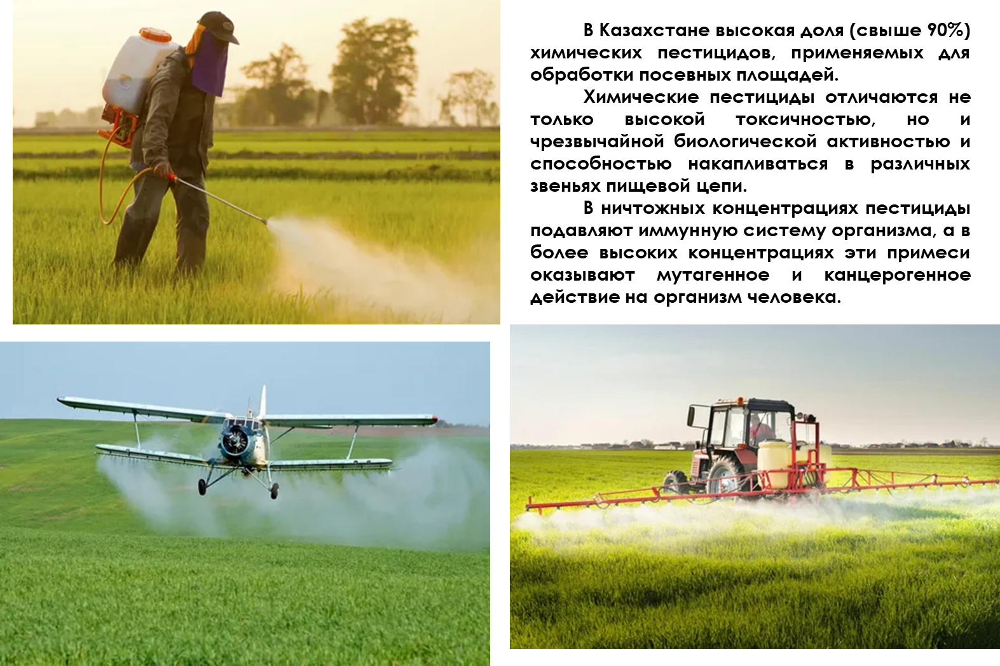 В Казахстане высокая доля (свыше 90%)
химических пестицидов, применяемых для
обработки посевных площадей.
Химические пестициды отличаются не
только высокой токсичностью, но и
чрезвычайной биологической активностью и
способностью накапливаться в различных
звеньях пищевой цепи.
В ничтожных концентрациях пестициды
подавляют иммунную систему организма, а в
более высоких концентрациях эти примеси
оказывают мутагенное и канцерогенное
действие на организм человека.